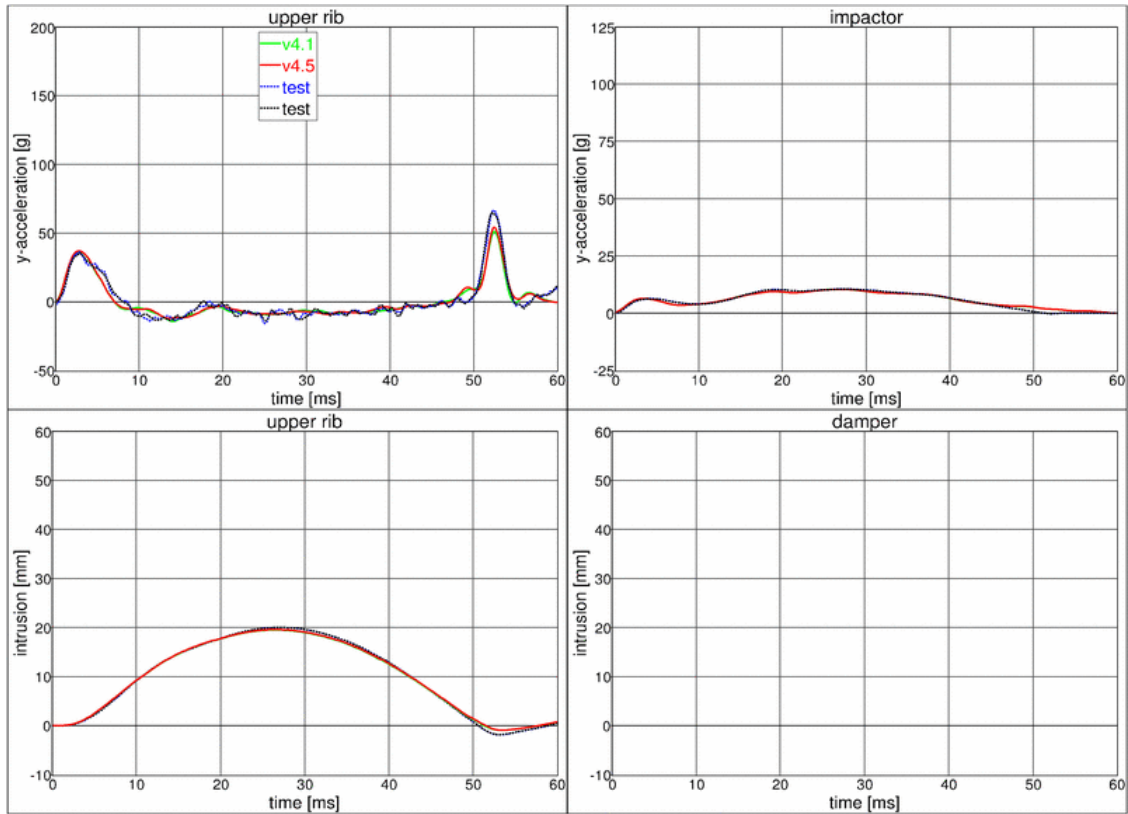 upper rib
200
150
100
50
0
-50
y-acceleration [g]
v4.1
v4.5
test
test
0 10 20 30 40 50 60
time [ms]
impactor
125
100
75
50
25
0
-25
y-acceleration [g]
0 10 20 30 40 50 60
time [ms]
upper rib
60
50
40
30
20
10
0
-10
intrusion [mm]
0 10 20 30 40 50 60
time [ms]
damper
60
50
40
30
20
10
0
-10
intrusion [mm]
0 10 20 30 40 50 60
time [ms]